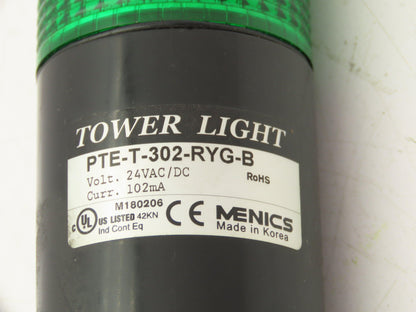 TOWER LIGHT
PTE-T-302-RYG-B
Volt. 24VAC/DC RoHS
Curr. 102mA
M180206
c UL US LISTED 42KN
Ind Cont Eq
CE MENICS
Made in Korea